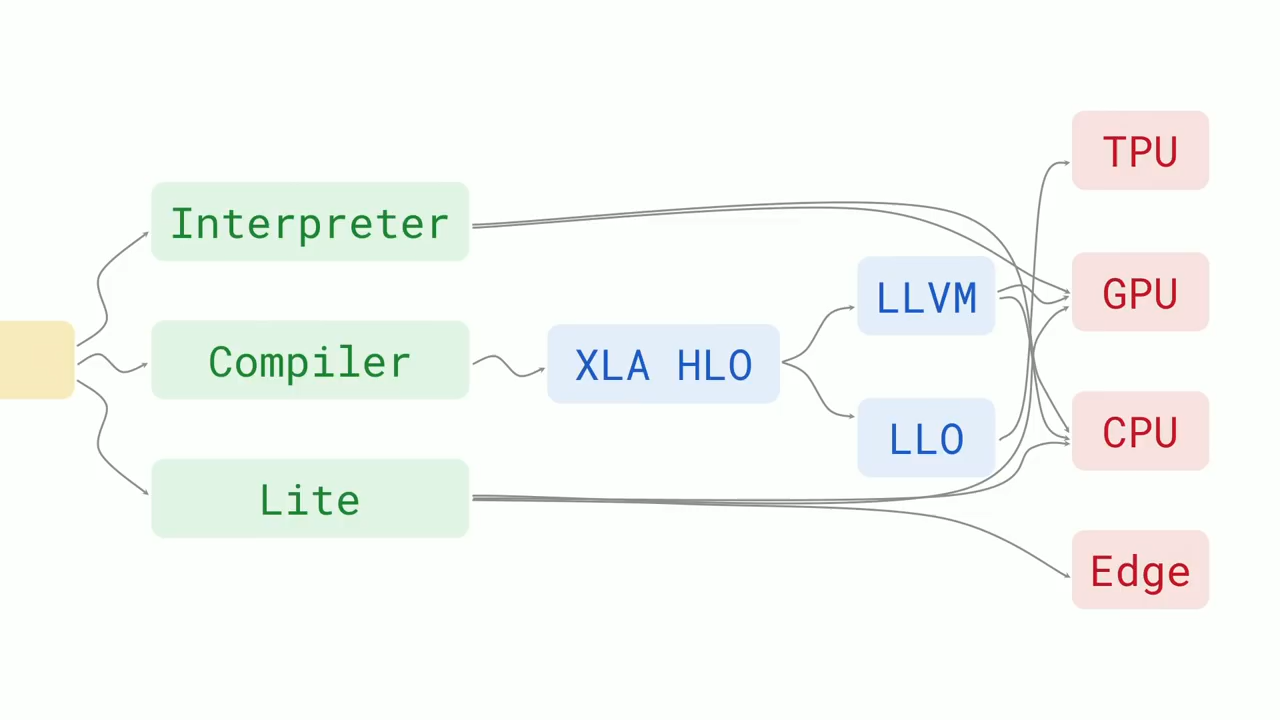 Interpreter
Compiler
Lite
XLA HLO
LLVM
LLO
TPU
GPU
CPU
Edge